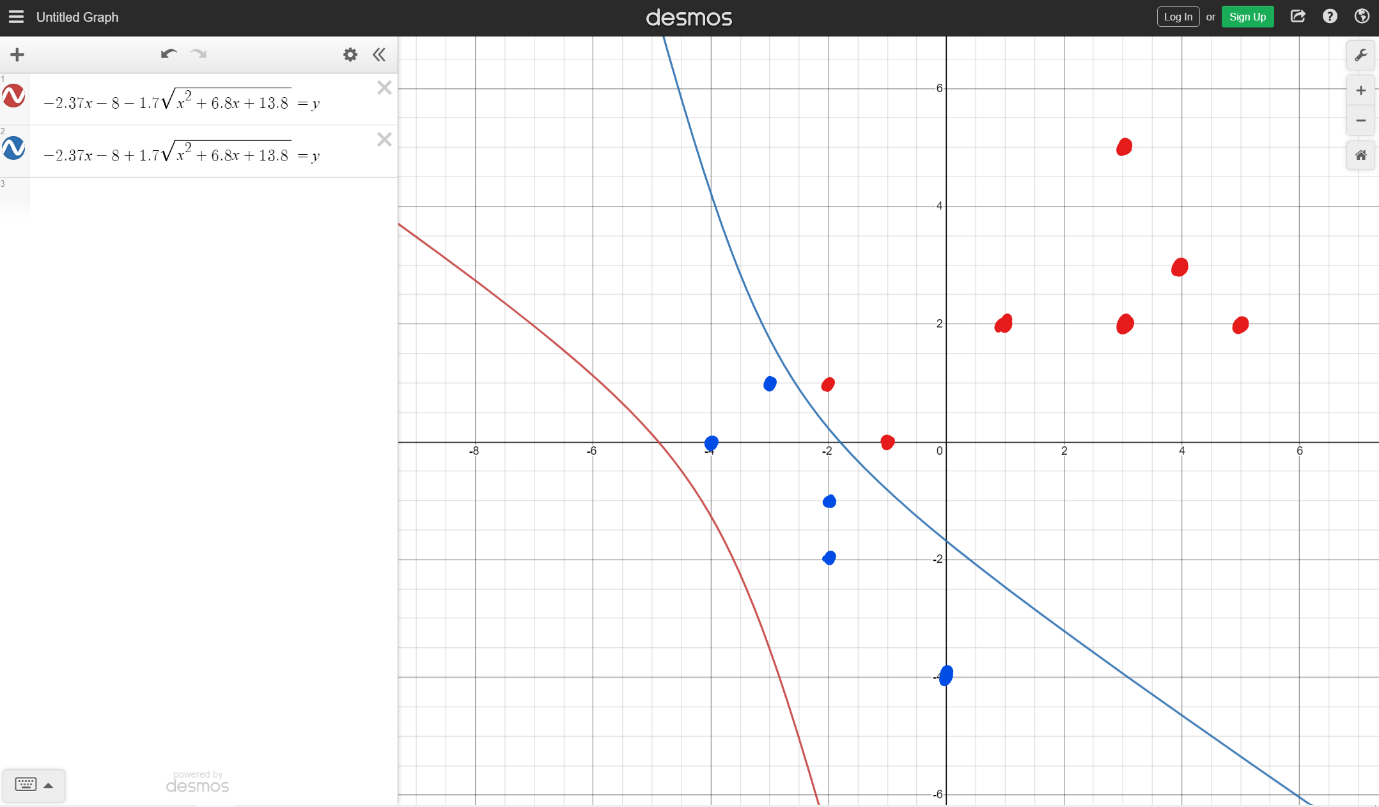 Untitled Graph
desmos
Log In or Sign Up
1
−2.37x − 8 − 1.7√(x² + 6.8x + 13.8) = y
2
−2.37x − 8 + 1.7√(x² + 6.8x + 13.8) = y
3
6
4
2
-8 -6 -4 -2 0 2 4 6
-2
-4
-6
powered by
desmos